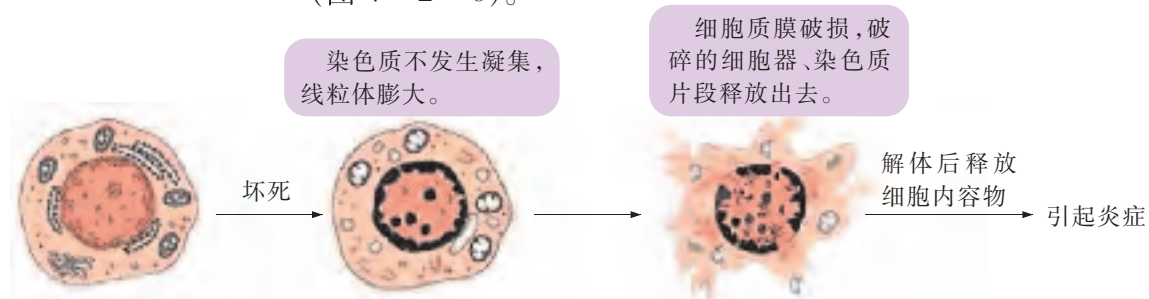 染色质不发生凝集，
线粒体膨大。
细胞质膜破损，破
碎的细胞器、染色质
片段释放出去。
坏死
解体后释放
细胞内容物
引起炎症